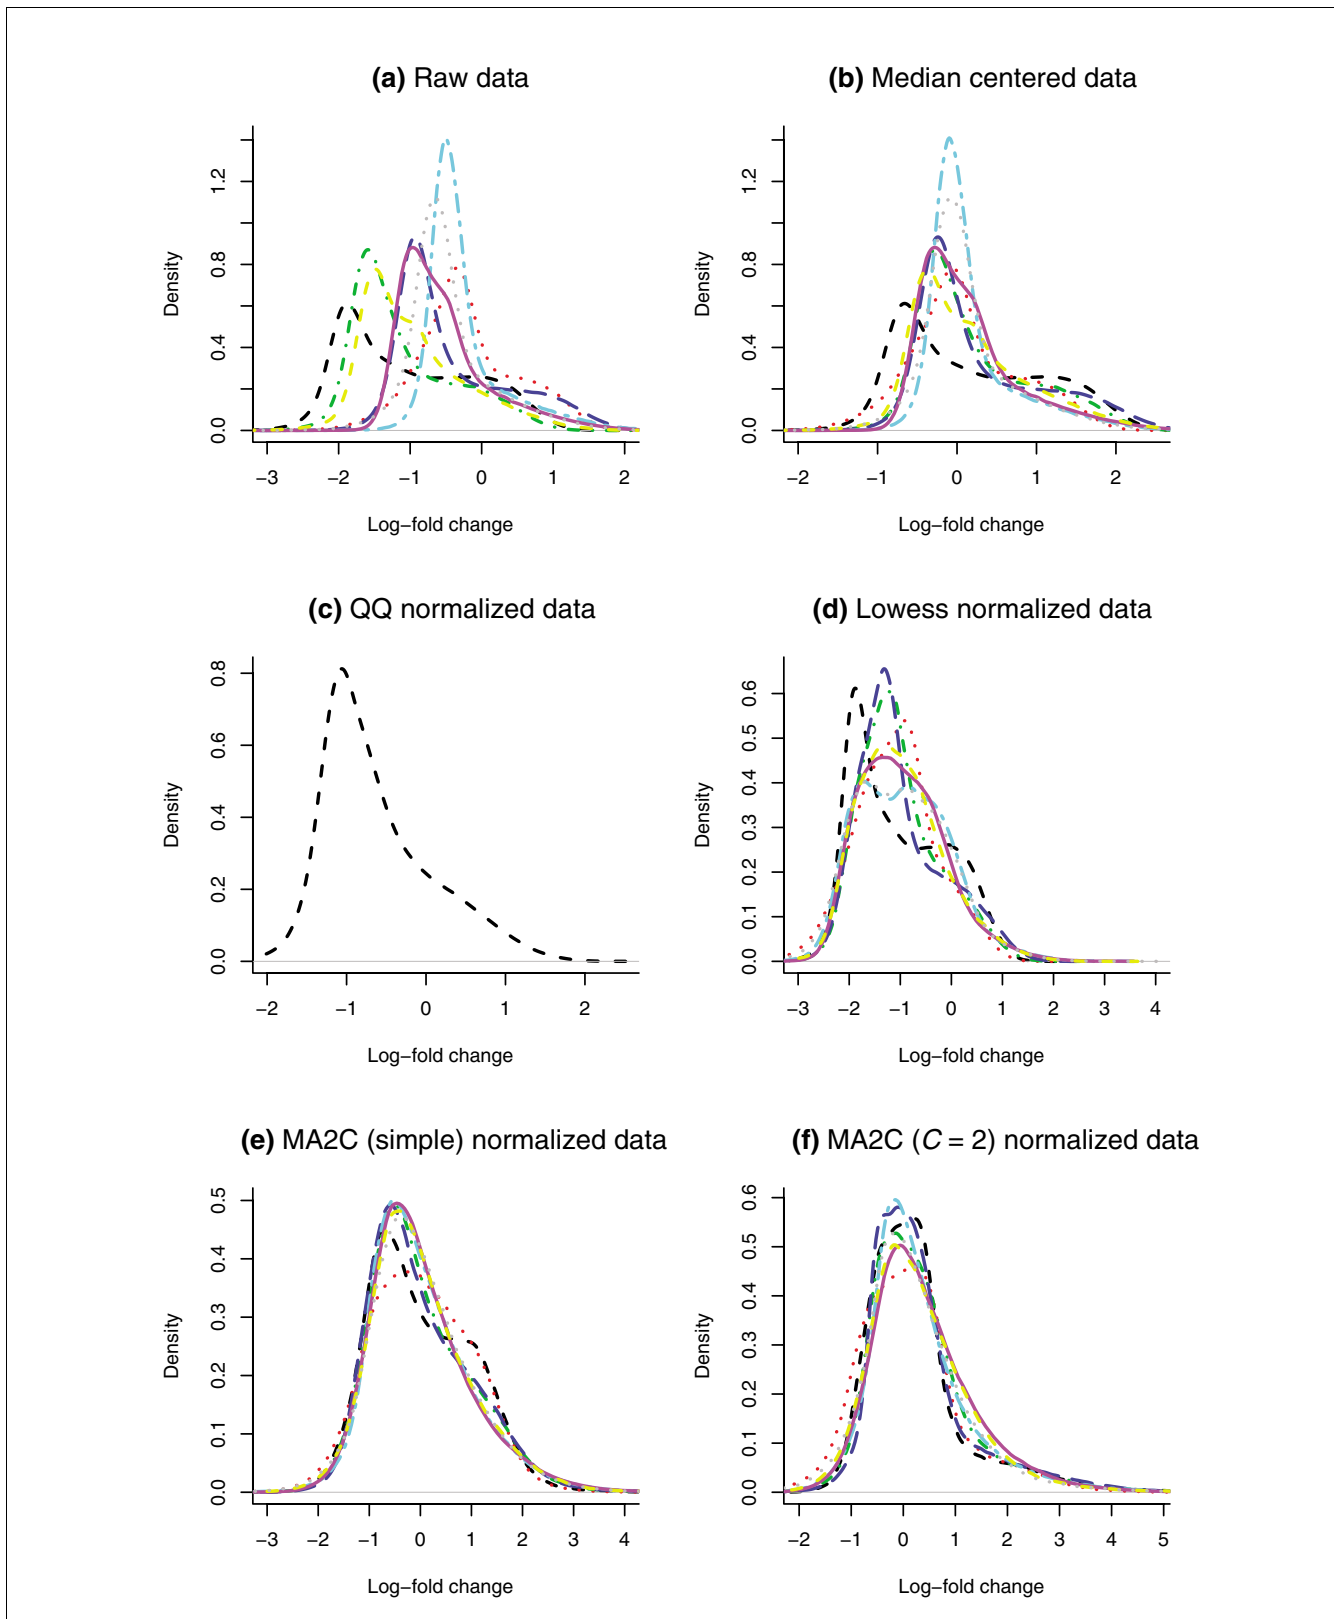 (a) Raw data
(b) Median centered data
Density
0.0 0.4 0.8 1.2
−3 −2 −1 0 1 2
Log−fold change
Density
0.0 0.4 0.8 1.2
−2 −1 0 1 2
Log−fold change
(c) QQ normalized data
(d) Lowess normalized data
Density
0.0 0.2 0.4 0.6 0.8
−2 −1 0 1 2
Log−fold change
Density
0.0 0.1 0.2 0.3 0.4 0.5 0.6
−3 −2 −1 0 1 2 3 4
Log−fold change
(e) MA2C (simple) normalized data
(f) MA2C (C = 2) normalized data
Density
0.0 0.1 0.2 0.3 0.4 0.5
−3 −2 −1 0 1 2 3 4
Log−fold change
Density
0.0 0.1 0.2 0.3 0.4 0.5 0.6
−2 −1 0 1 2 3 4 5
Log−fold change